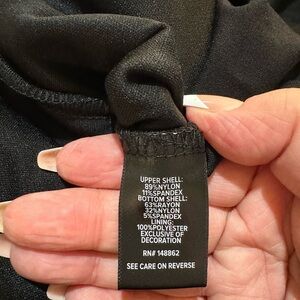 UPPER SHELL:
89%NYLON
11%SPANDEX
BOTTOM SHELL:
63%RAYON
32%NYLON
5%SPANDEX
LINING:
100%POLYESTER
EXCLUSIVE OF
DECORATION
RN# 148862
SEE CARE ON REVERSE